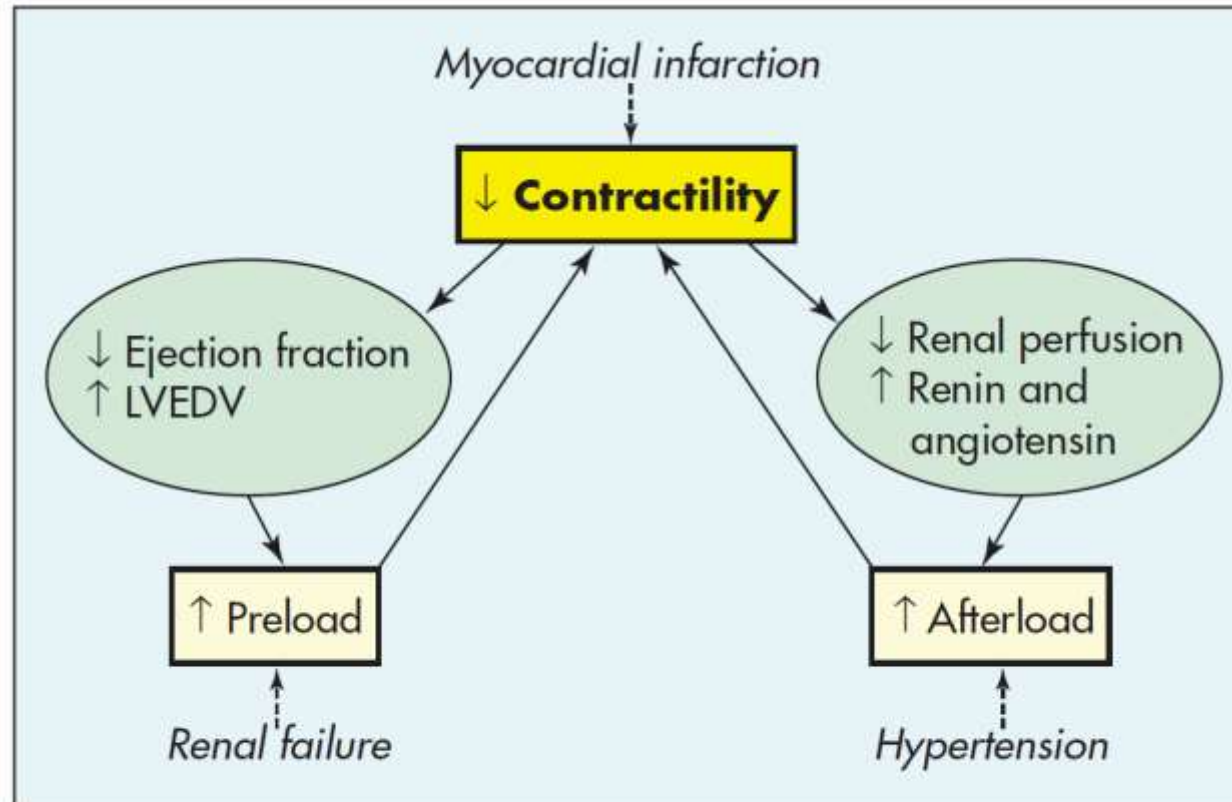 Myocardial infarction
↓ Contractility
↓ Ejection fraction
↑ LVEDV
↓ Renal perfusion
↑ Renin and
angiotensin
↑ Preload
↑ Afterload
Renal failure
Hypertension